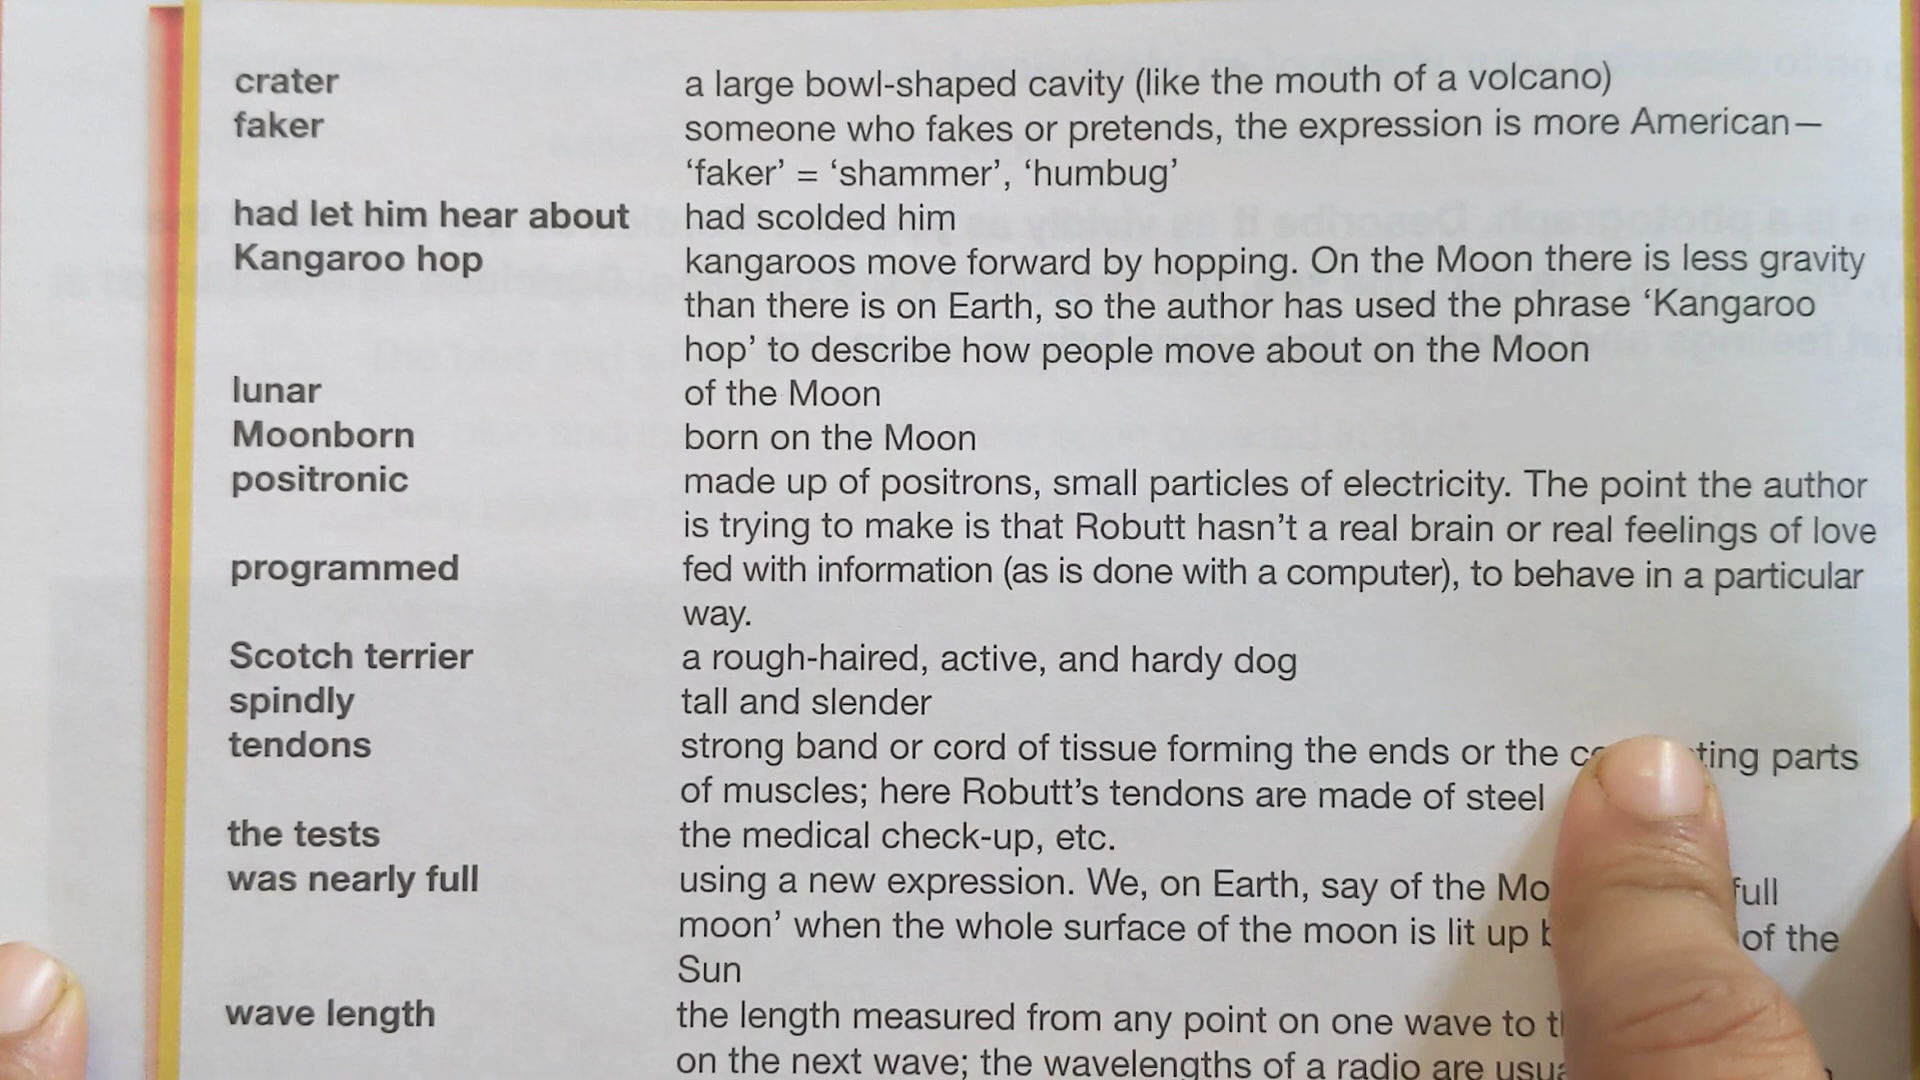 crater a large bowl-shaped cavity (like the mouth of a volcano)
faker someone who fakes or pretends, the expression is more American—
‘faker’ = ‘shammer’, ‘humbug’
had let him hear about had scolded him
Kangaroo hop kangaroos move forward by hopping. On the Moon there is less gravity
than there is on Earth, so the author has used the phrase ‘Kangaroo
hop’ to describe how people move about on the Moon
lunar of the Moon
Moonborn born on the Moon
positronic made up of positrons, small particles of electricity. The point the author
is trying to make is that Robutt hasn’t a real brain or real feelings of love
programmed fed with information (as is done with a computer), to behave in a particular
way.
Scotch terrier a rough-haired, active, and hardy dog
spindly tall and slender
tendons strong band or cord of tissue forming the ends or the parts
of muscles; here Robutt’s tendons are made of steel
the tests the medical check-up, etc.
was nearly full using a new expression. We, on Earth, say of the full
moon’ when the whole surface of the moon is lit up of the
Sun
wave length the length measured from any point on one wave to
on the next wave; the wavelengths of a radio are